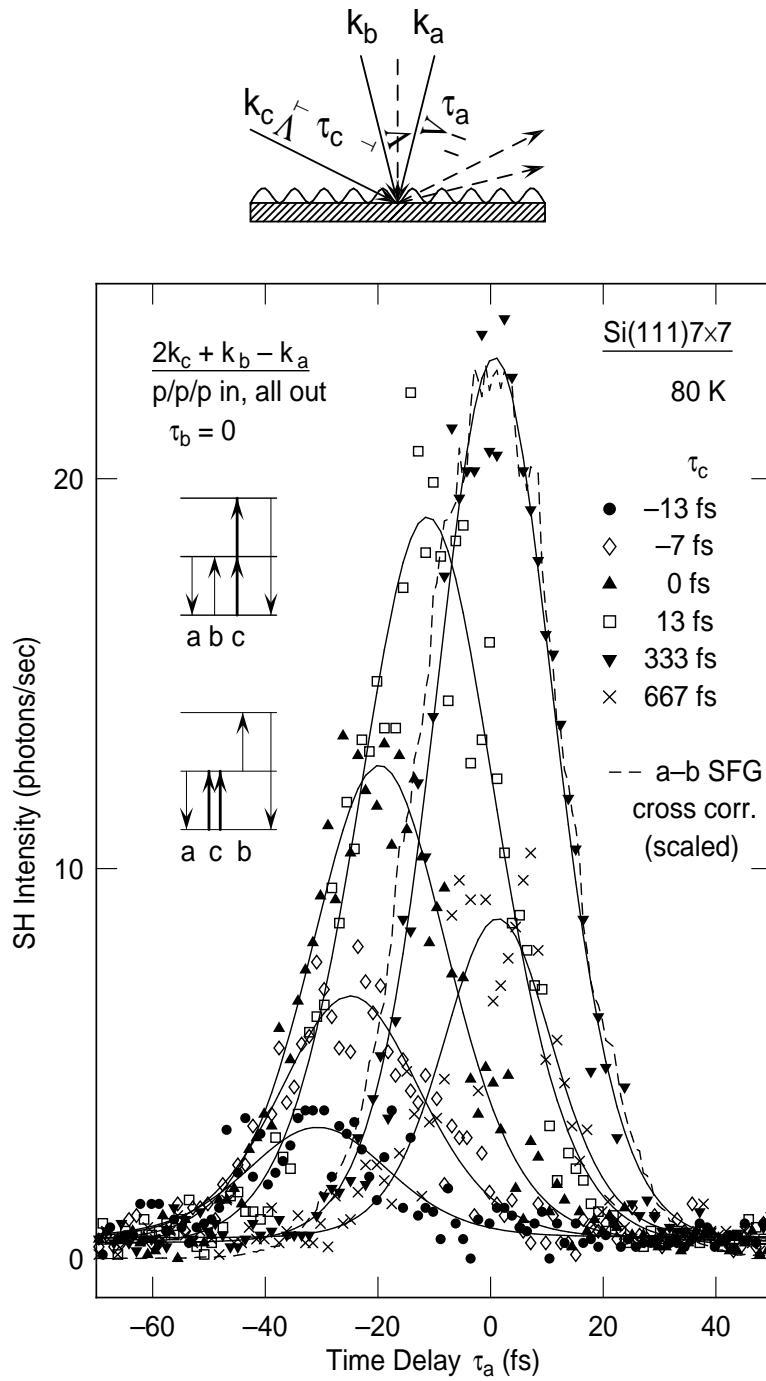 k_b k_a
k_c Λ τ_c τ_a
2k_c + k_b − k_a
p/p/p in, all out
τ_b = 0
a b c
a c b
Si(111)7×7
80 K
τ_c
● −13 fs
◇ −7 fs
▲ 0 fs
□ 13 fs
▼ 333 fs
× 667 fs
a–b SFG
cross corr.
(scaled)
SH Intensity (photons/sec)
20
10
0
−60 −40 −20 0 20 40
Time Delay τ_a (fs)